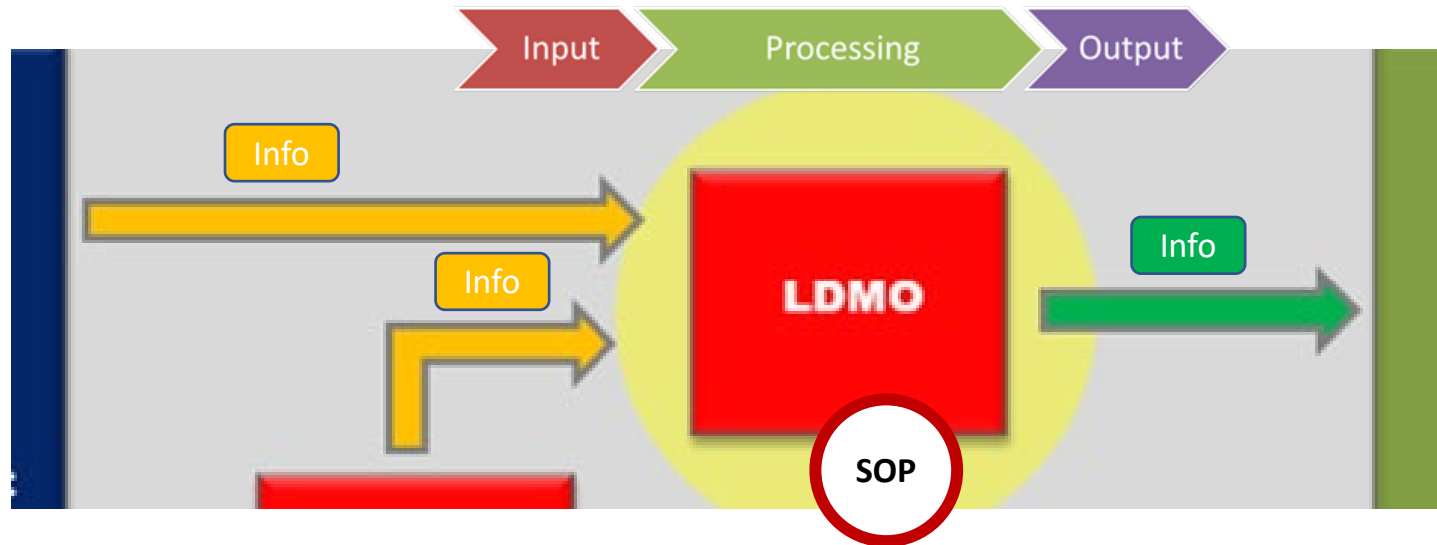 Input
Processing
Output
Info
Info
Info
LDMO
SOP